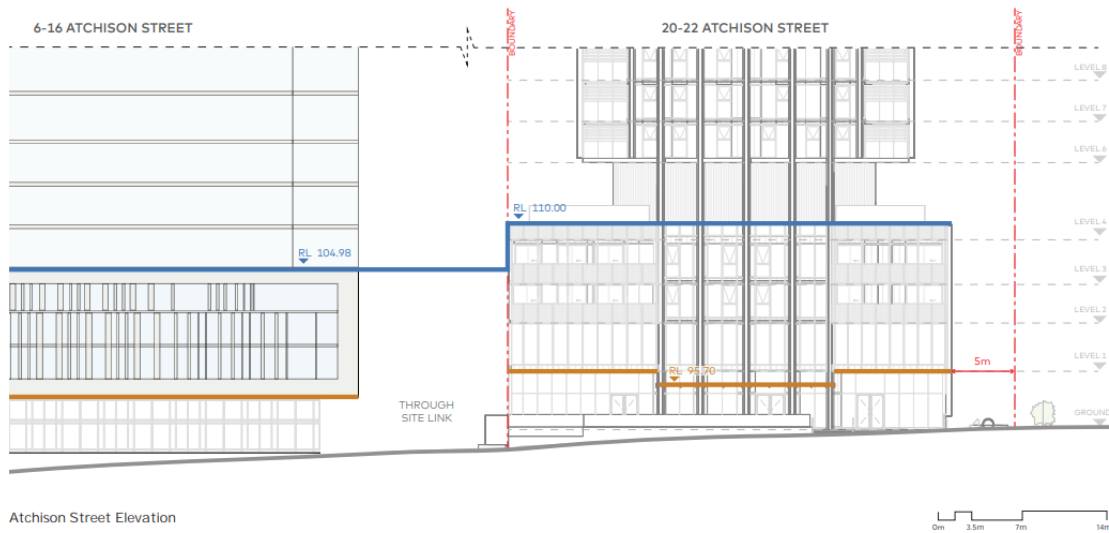 6-16 ATCHISON STREET
20-22 ATCHISON STREET
BOUNDARY
BOUNDARY
LEVEL 8
LEVEL 7
LEVEL 6
RL 110.00
LEVEL 4
RL 104.98
LEVEL 3
LEVEL 2
LEVEL 1
5m
RL 95.70
THROUGH
SITE LINK
GROUND
Atchison Street Elevation
0m 3.5m 7m 14m